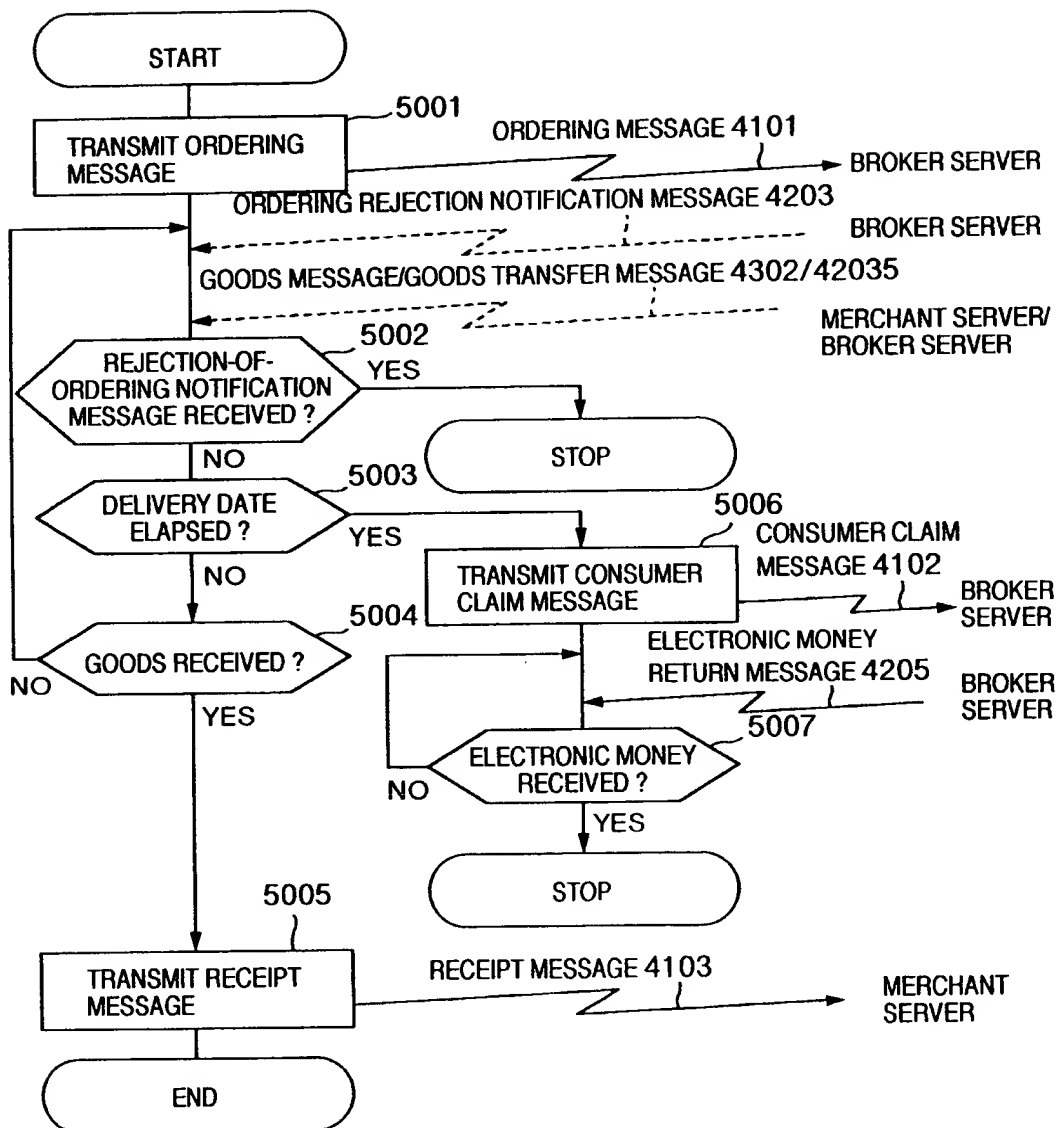 START
5001
TRANSMIT ORDERING
MESSAGE
ORDERING MESSAGE 4101
BROKER SERVER
ORDERING REJECTION NOTIFICATION MESSAGE 4203
BROKER SERVER
GOODS MESSAGE/GOODS TRANSFER MESSAGE 4302/42035
MERCHANT SERVER/
BROKER SERVER
5002
REJECTION-OF-
ORDERING NOTIFICATION
MESSAGE RECEIVED ?
YES
STOP
NO
5003
DELIVERY DATE
ELAPSED ?
YES
5006
TRANSMIT CONSUMER
CLAIM MESSAGE
CONSUMER CLAIM
MESSAGE 4102
BROKER
SERVER
NO
5004
GOODS RECEIVED ?
NO
YES
ELECTRONIC MONEY
RETURN MESSAGE 4205
BROKER
SERVER
5007
ELECTRONIC MONEY
RECEIVED ?
NO
YES
STOP
5005
TRANSMIT RECEIPT
MESSAGE
RECEIPT MESSAGE 4103
MERCHANT
SERVER
END